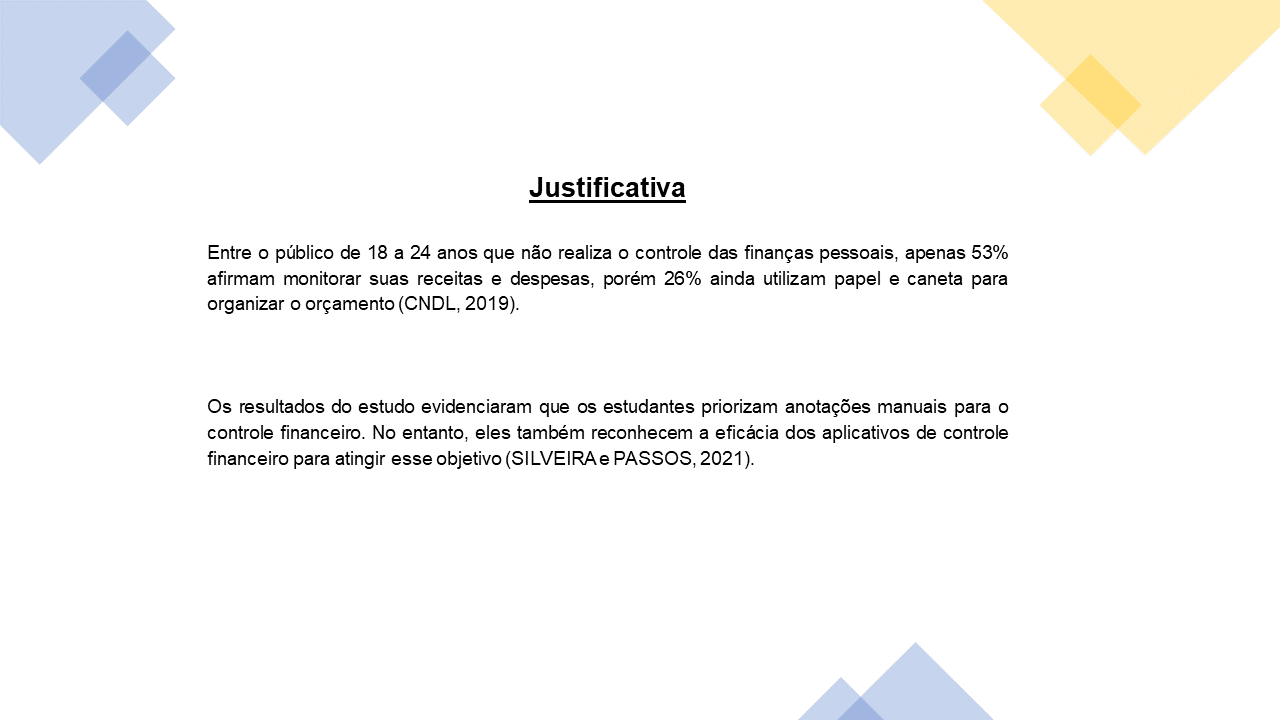 Justificativa
Entre o público de 18 a 24 anos que não realiza o controle das finanças pessoais, apenas 53%
afirmam monitorar suas receitas e despesas, porém 26% ainda utilizam papel e caneta para
organizar o orçamento (CNDL, 2019).
Os resultados do estudo evidenciaram que os estudantes priorizam anotações manuais para o
controle financeiro. No entanto, eles também reconhecem a eficácia dos aplicativos de controle
financeiro para atingir esse objetivo (SILVEIRA e PASSOS, 2021).